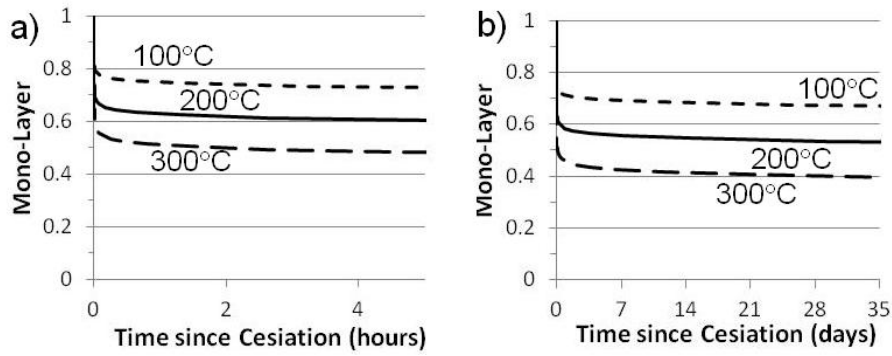 a)
Mono-Layer
1
0.8
0.6
0.4
0.2
0
100°C
200°C
300°C
0 2 4
Time since Cesiation (hours)
b)
Mono-Layer
1
0.8
0.6
0.4
0.2
0
100°C
200°C
300°C
0 7 14 21 28 35
Time since Cesiation (days)